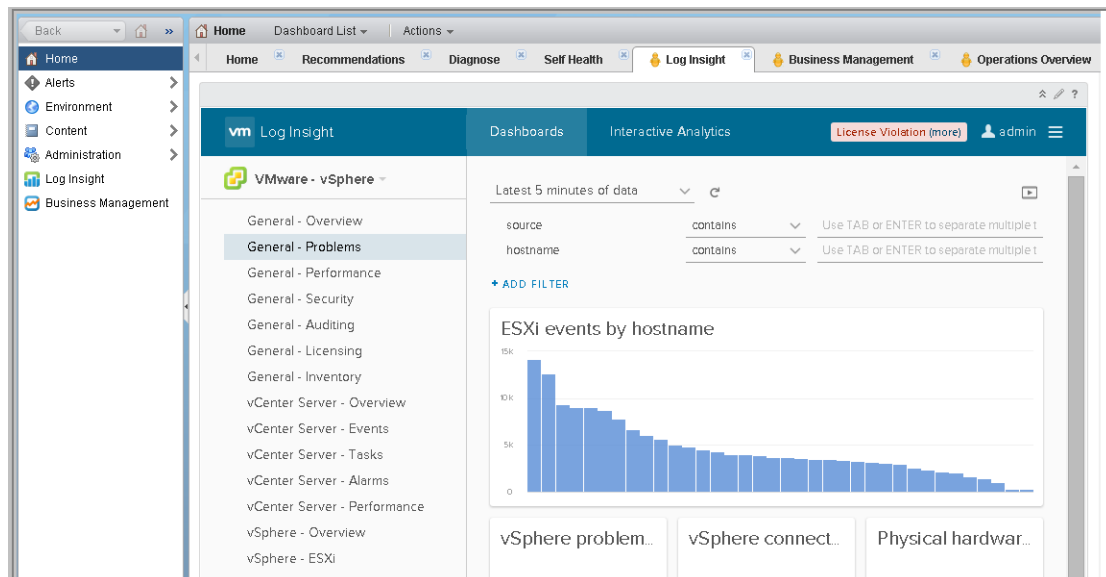 Back
»
Home
Alerts
Environment
Content
Administration
Log Insight
Business Management
Home Dashboard List Actions
Home Recommendations Diagnose Self Health Log Insight Business Management Operations Overview
?
vm Log Insight Dashboards Interactive Analytics License Violation (more) admin
VMware - vSphere
General - Overview
General - Problems
General - Performance
General - Security
General - Auditing
General - Licensing
General - Inventory
vCenter Server - Overview
vCenter Server - Events
vCenter Server - Tasks
vCenter Server - Alarms
vCenter Server - Performance
vSphere - Overview
vSphere - ESXi
Latest 5 minutes of data
source contains Use TAB or ENTER to separate multiple t
hostname contains Use TAB or ENTER to separate multiple t
+ ADD FILTER
ESXi events by hostname
15k
10k
5k
0
vSphere problem... vSphere connect... Physical hardwar...